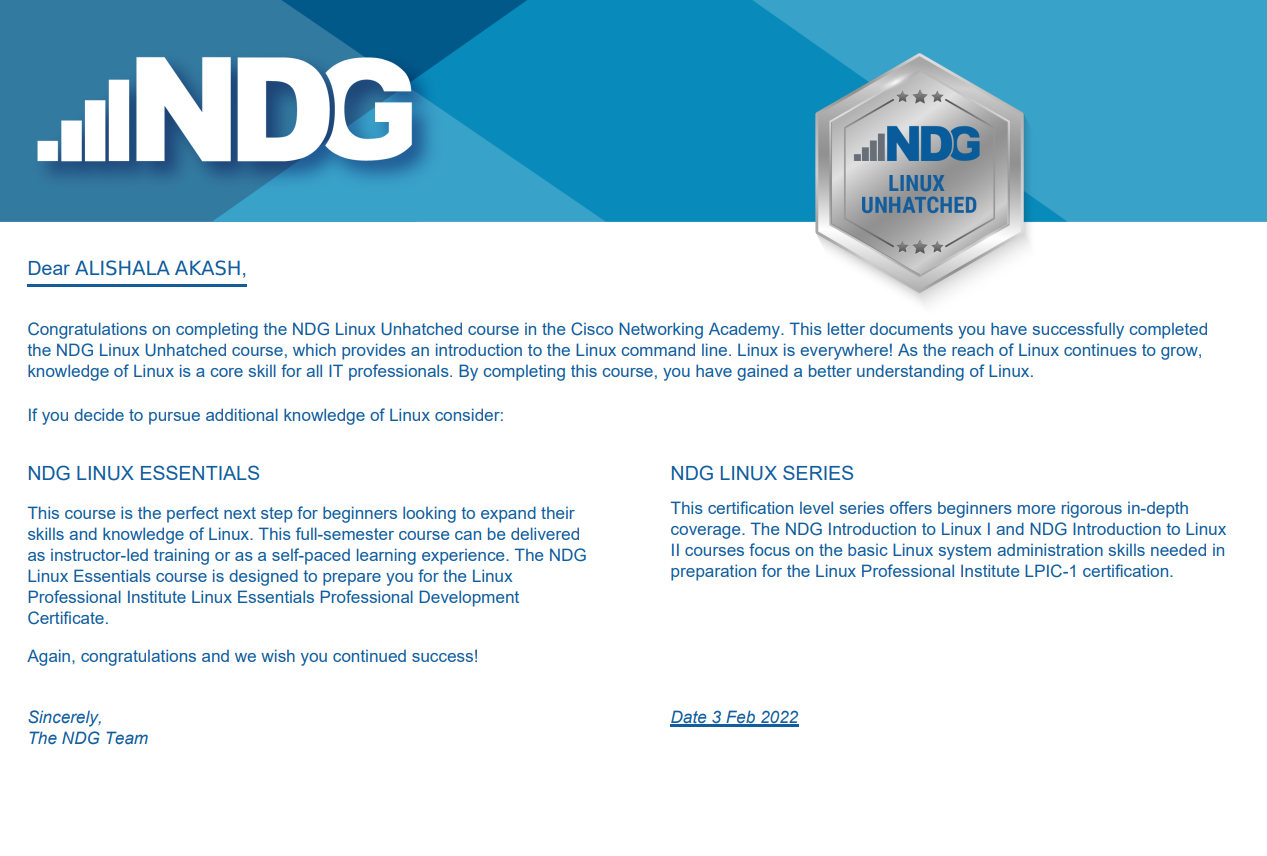 NDG
NDG
LINUX
UNHATCHED
Dear ALISHALA AKASH,
Congratulations on completing the NDG Linux Unhatched course in the Cisco Networking Academy. This letter documents you have successfully completed
the NDG Linux Unhatched course, which provides an introduction to the Linux command line. Linux is everywhere! As the reach of Linux continues to grow,
knowledge of Linux is a core skill for all IT professionals. By completing this course, you have gained a better understanding of Linux.
If you decide to pursue additional knowledge of Linux consider:
NDG LINUX ESSENTIALS
This course is the perfect next step for beginners looking to expand their
skills and knowledge of Linux. This full-semester course can be delivered
as instructor-led training or as a self-paced learning experience. The NDG
Linux Essentials course is designed to prepare you for the Linux
Professional Institute Linux Essentials Professional Development
Certificate.
Again, congratulations and we wish you continued success!
NDG LINUX SERIES
This certification level series offers beginners more rigorous in-depth
coverage. The NDG Introduction to Linux I and NDG Introduction to Linux
II courses focus on the basic Linux system administration skills needed in
preparation for the Linux Professional Institute LPIC-1 certification.
Sincerely,
The NDG Team
Date 3 Feb 2022